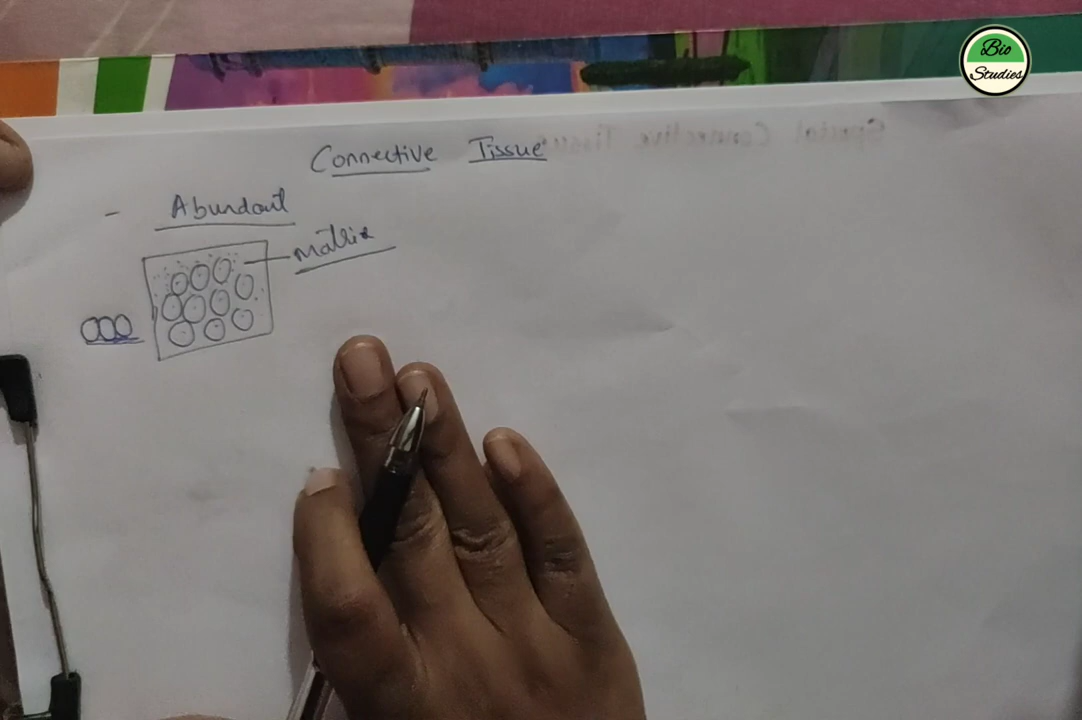 Bio
Studies
Connective Tissue
- Abundant
matrix